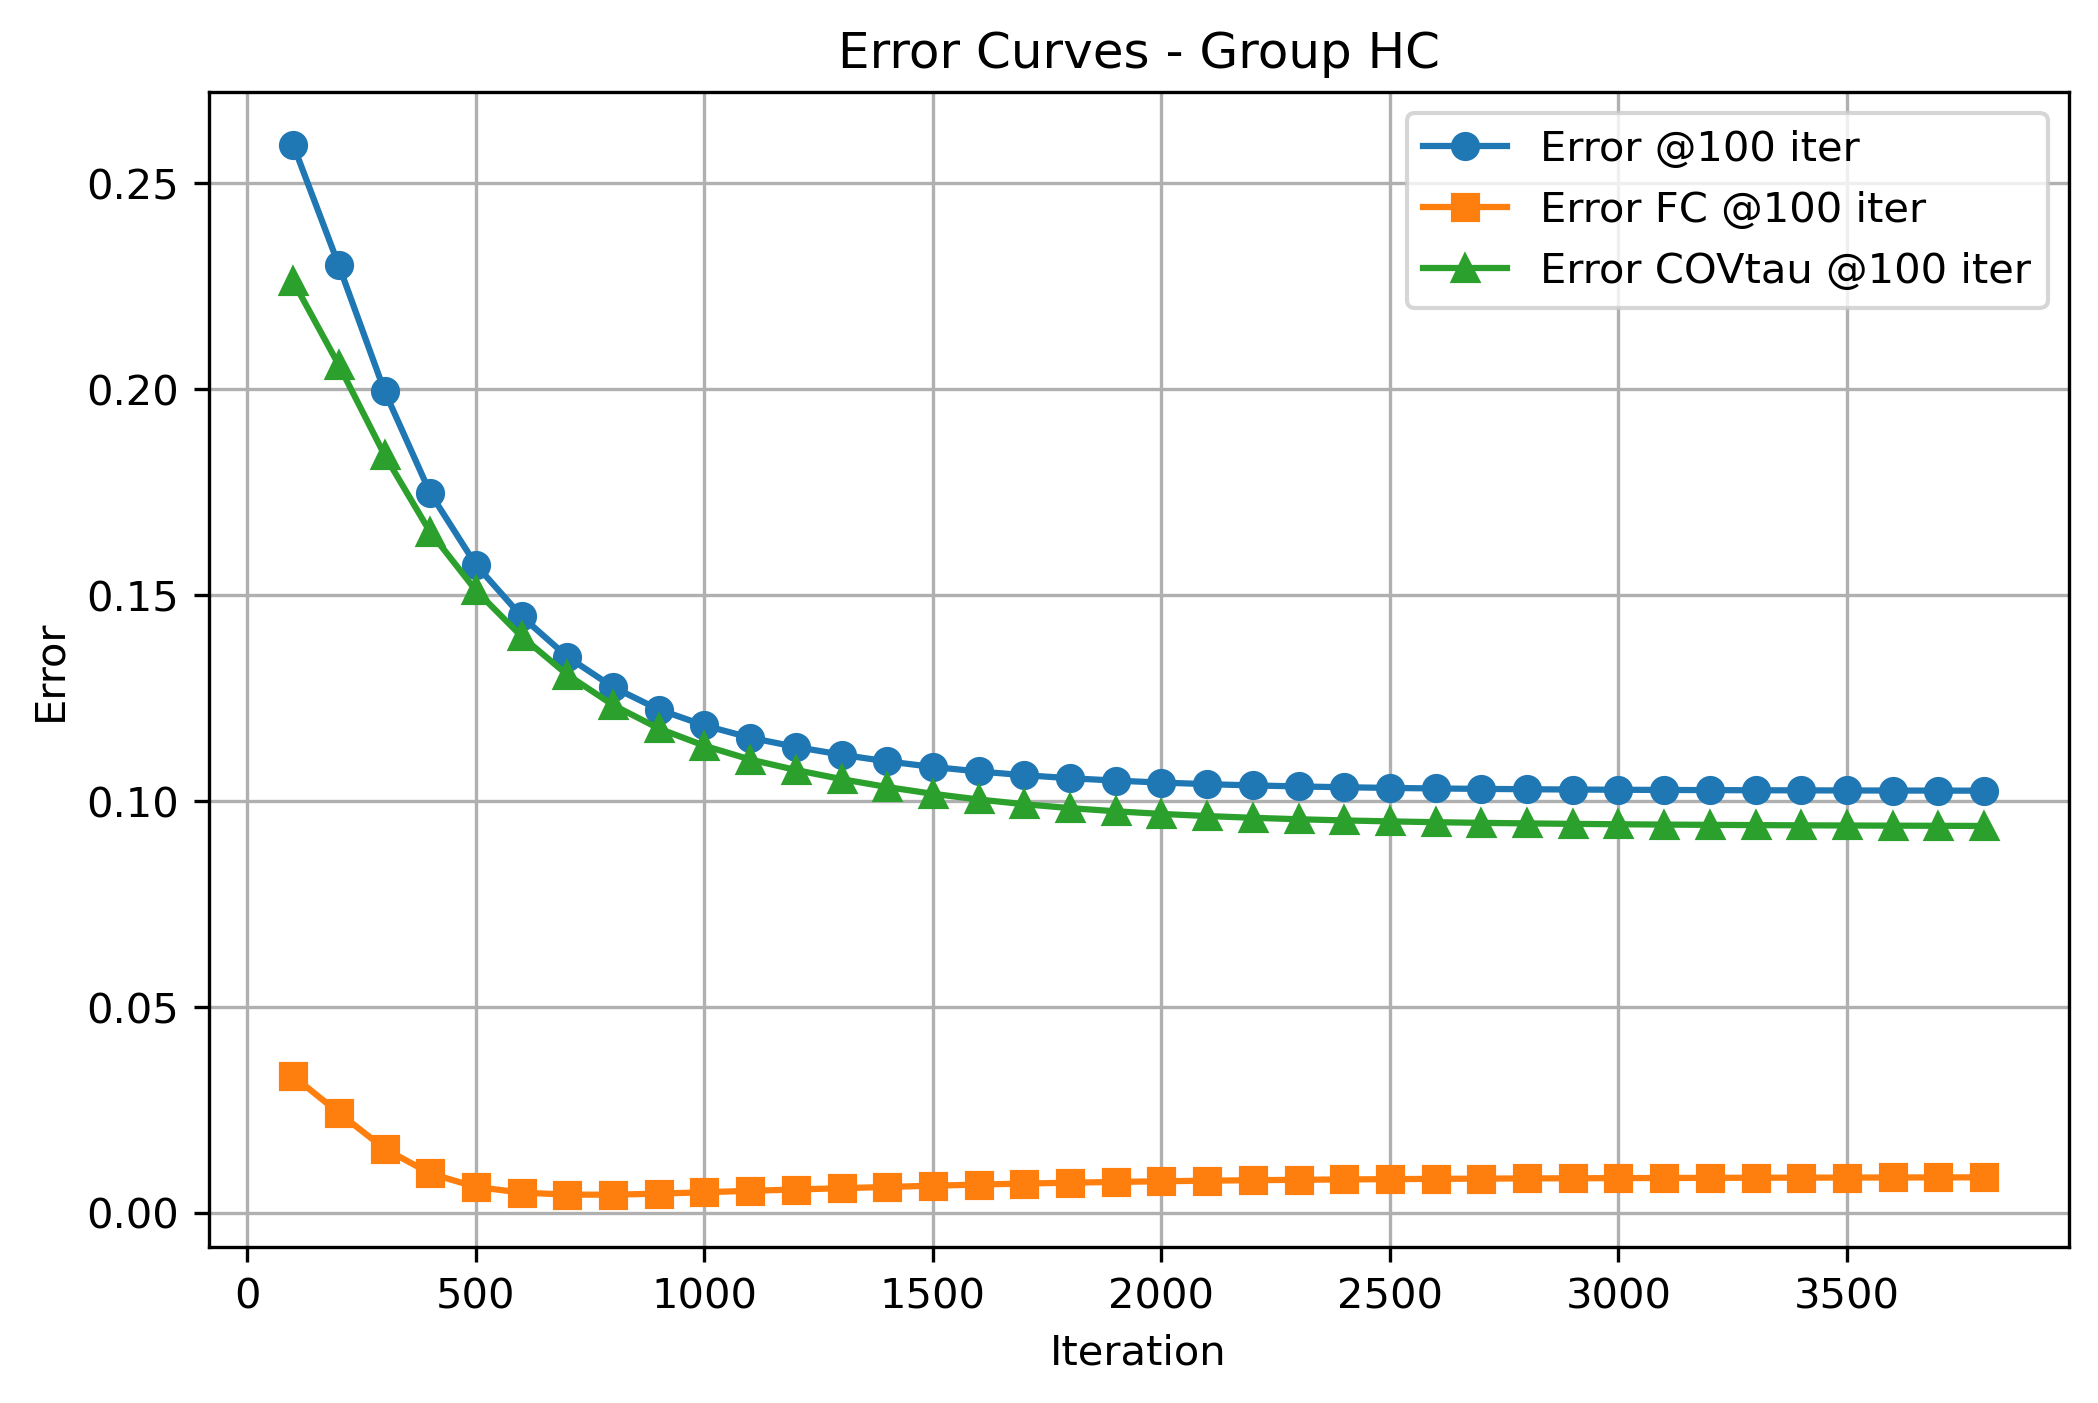 Error Curves - Group HC
Error @100 iter
Error FC @100 iter
Error COVtau @100 iter
Error
0.25
0.20
0.15
0.10
0.05
0.00
0 500 1000 1500 2000 2500 3000 3500
Iteration